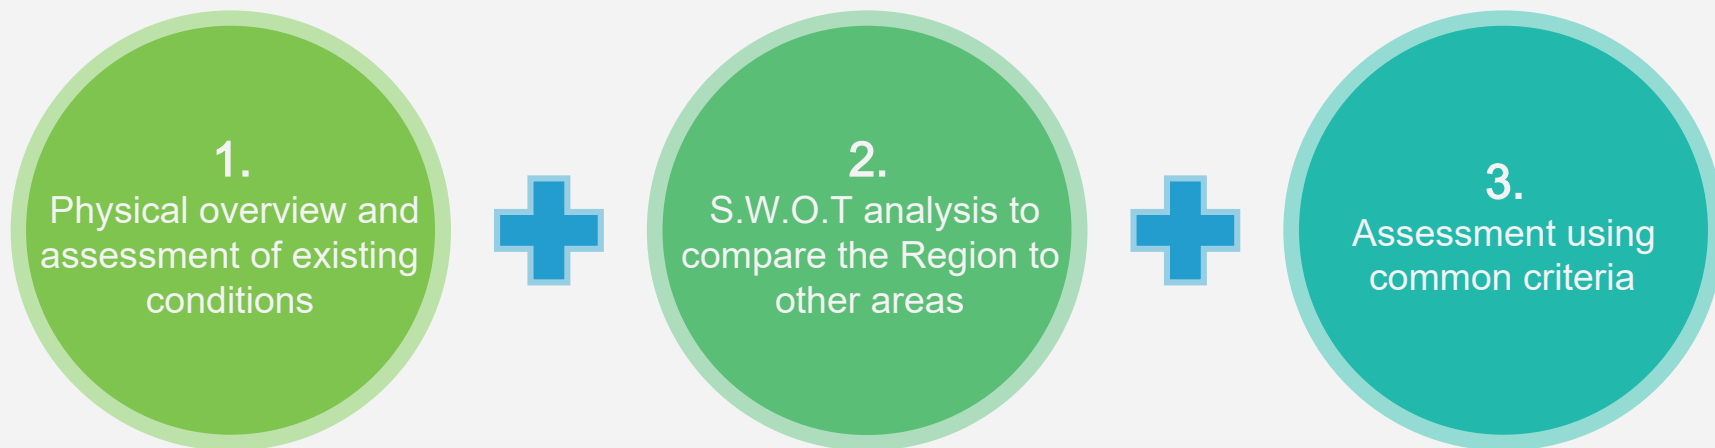 1.
Physical overview and
assessment of existing
conditions
2.
S.W.O.T analysis to
compare the Region to
other areas
3.
Assessment using
common criteria